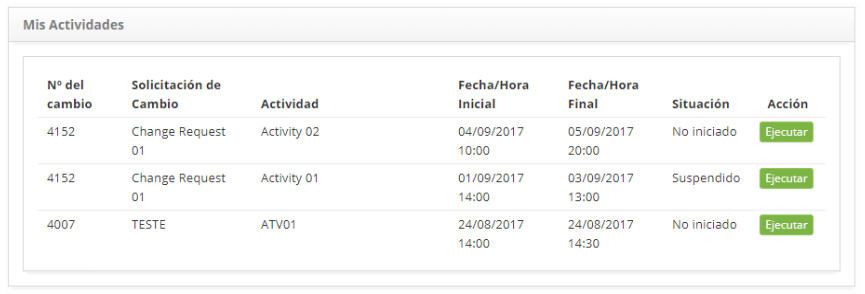 Mis Actividades
Nº del cambio Solicitación de Cambio Actividad Fecha/Hora Inicial Fecha/Hora Final Situación Acción
4152 Change Request 01 Activity 02 04/09/2017 10:00 05/09/2017 20:00 No iniciado Ejecutar
4152 Change Request 01 Activity 01 01/09/2017 14:00 03/09/2017 13:00 Suspendido Ejecutar
4007 TESTE ATV01 24/08/2017 14:00 24/08/2017 14:30 No iniciado Ejecutar